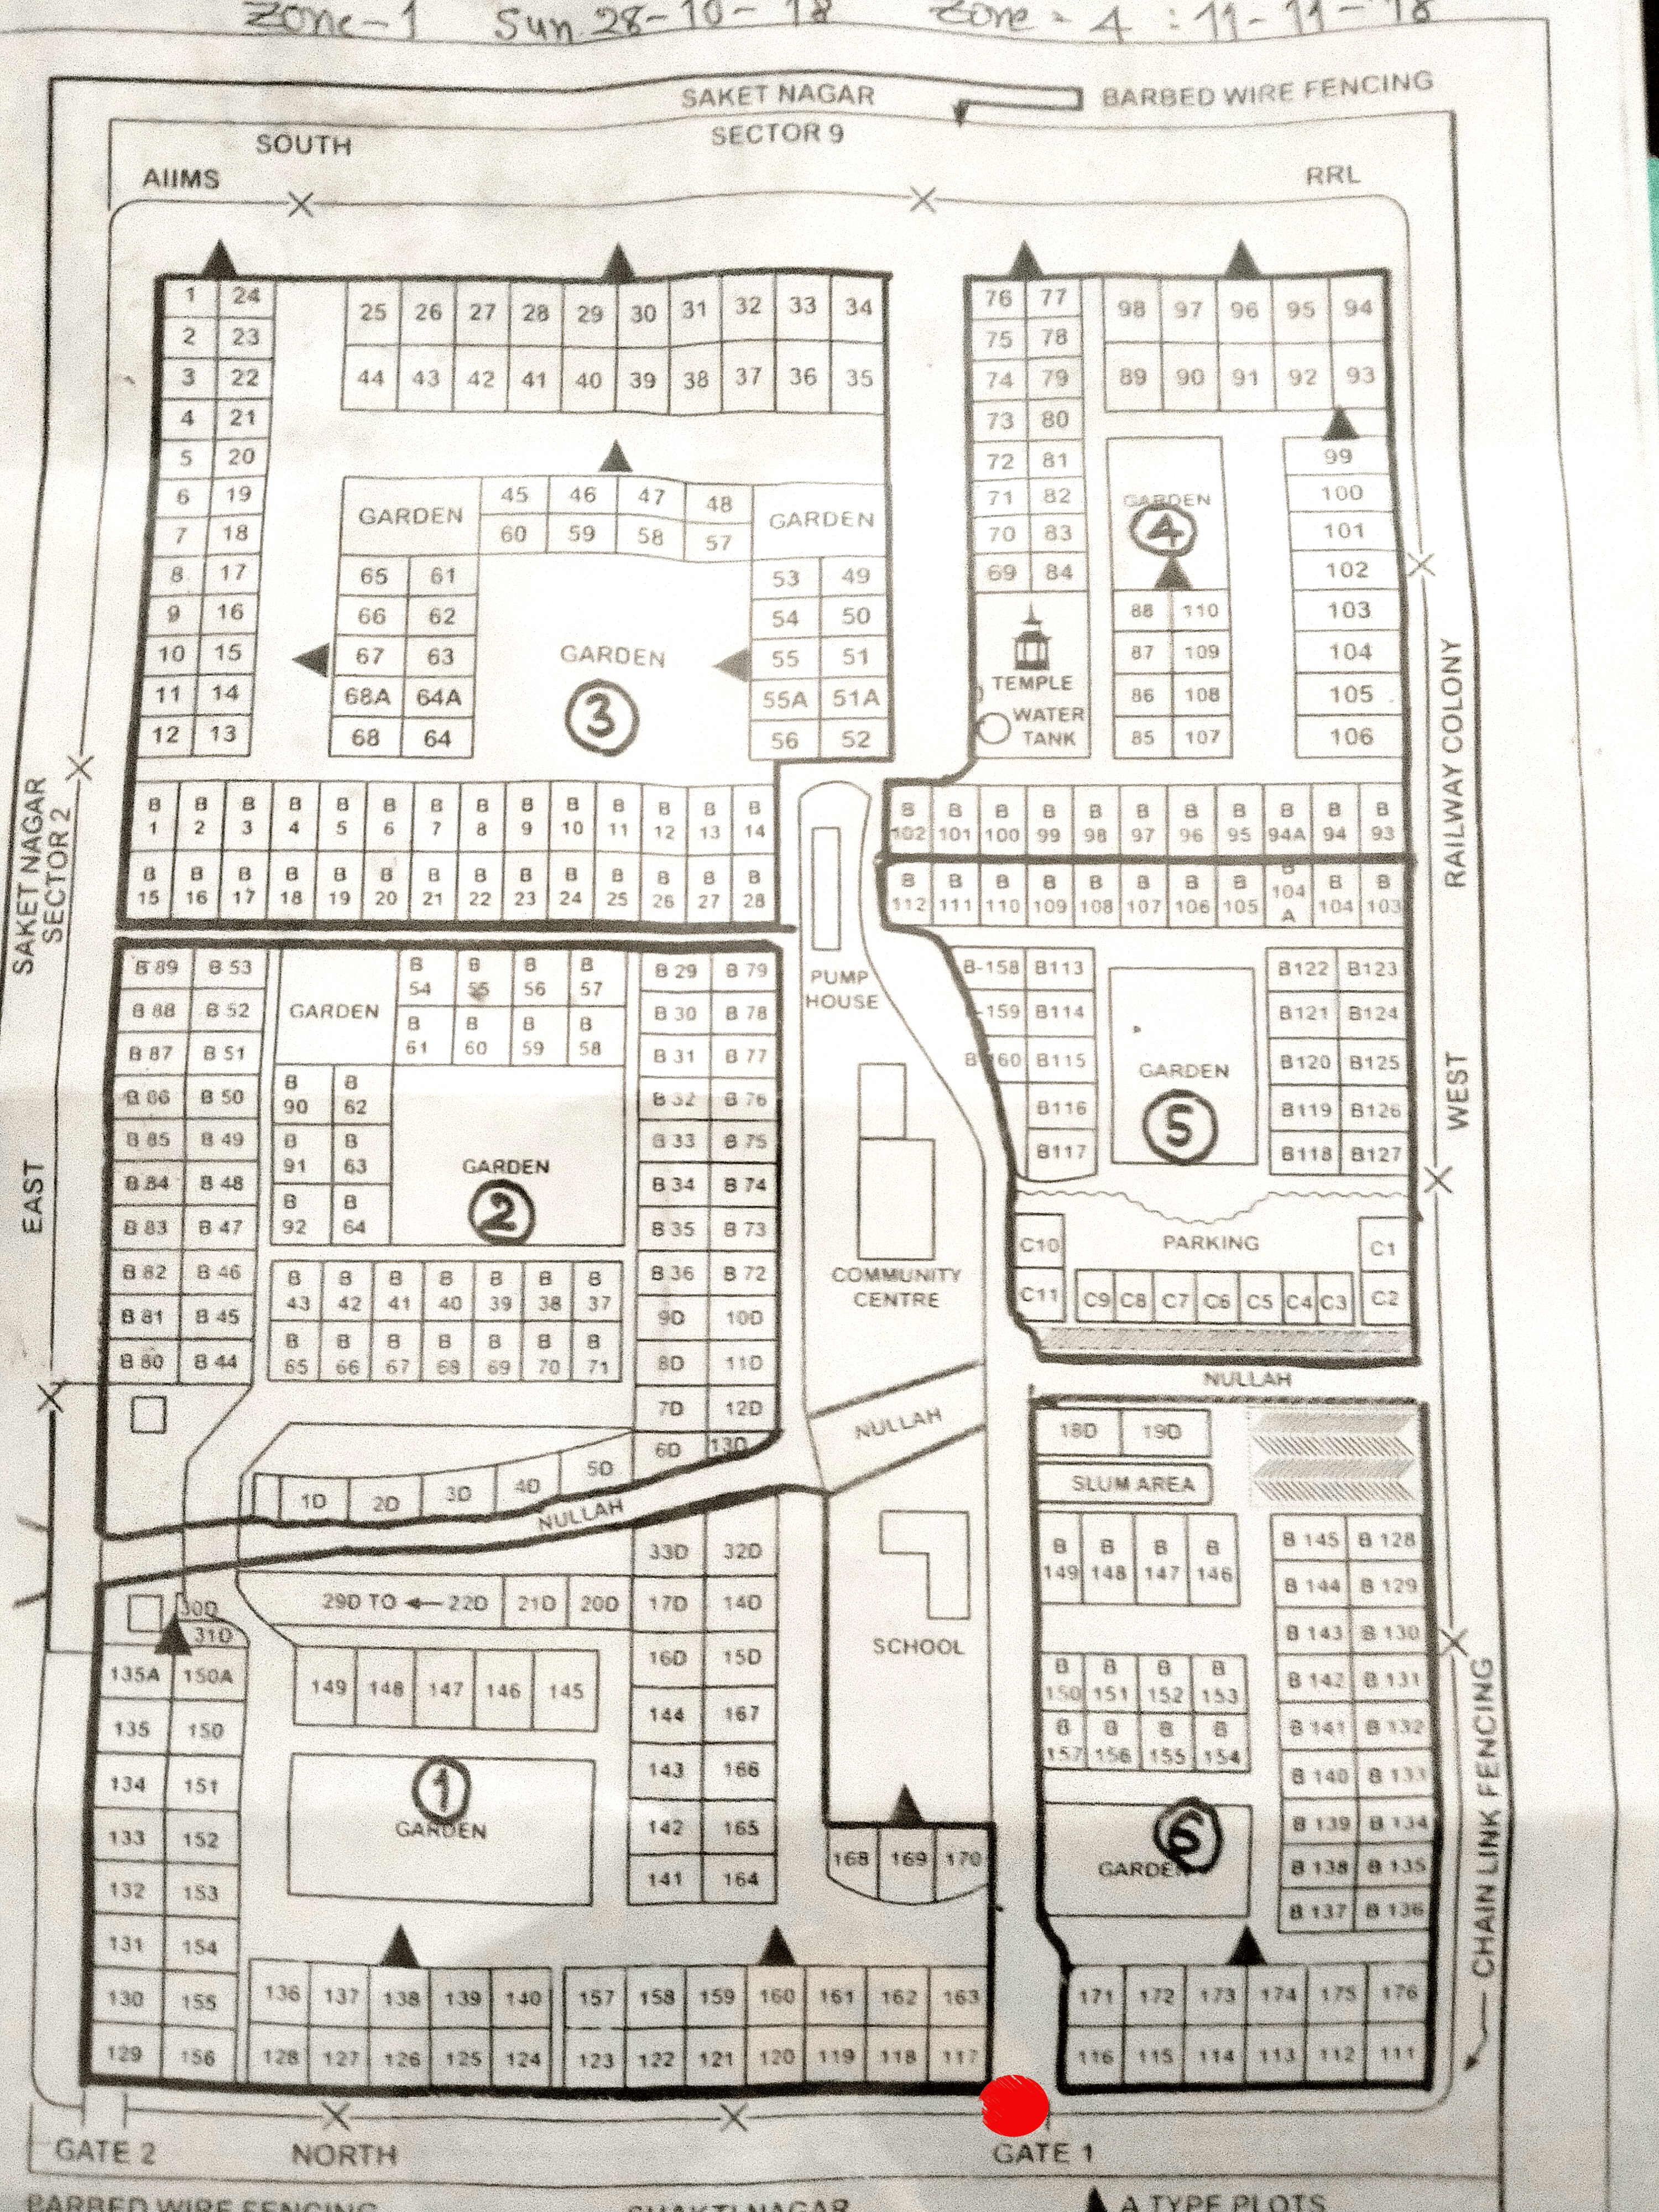 Zone-1 Sun 28-10-18 Zone - 4 : 11-11-18
SAKET NAGAR
BARBED WIRE FENCING
SOUTH
SECTOR 9
AIIMS
RRL
1 24
2 23
3 22
4 21
5 20
6 19
7 18
8 17
9 16
10 15
11 14
12 13
25 26 27 28 29 30 31 32 33 34
44 43 42 41 40 39 38 37 36 35
GARDEN
45 46 47 48
60 59 58 57
GARDEN
65 61
66 62
67 63
68A 64A
68 64
GARDEN
3
53 49
54 50
55 51
55A 51A
56 52
76 77
75 78
74 79
73 80
72 81
71 82
70 83
69 84
TEMPLE
WATER
TANK
98 97 96 95 94
89 90 91 92 93
GARDEN
4
88 110
87 109
86 108
85 107
99
100
101
102
103
104
105
106
B B B B B B B B B B B B B B
1 2 3 4 5 6 7 8 9 10 11 12 13 14
B B B B B B B B B B B B B B
15 16 17 18 19 20 21 22 23 24 25 26 27 28
B B B B B B B B B B B
102 101 100 99 98 97 96 95 94A 94 93
B B B B B B B B B B B
112 111 110 109 108 107 106 105 104 A 104 103
SAKET NAGAR
SECTOR 2
EAST
RAILWAY COLONY
WEST
CHAIN LINK FENCING
B 89 B 53
B 88 B 52
B 87 B 51
B 86 B 50
B 85 B 49
B 84 B 48
B 83 B 47
B 82 B 46
B 81 B 45
B 80 B 44
GARDEN
B B B B
54 55 56 57
B B B B
61 60 59 58
B B
90 62
B B
91 63
B B
92 64
GARDEN
2
B B B B B B B
43 42 41 40 39 38 37
B B B B B B B
65 66 67 68 69 70 71
B 29 B 79
B 30 B 78
B 31 B 77
B 32 B 76
B 33 B 75
B 34 B 74
B 35 B 73
B 36 B 72
9D 10D
8D 11D
7D 12D
6D 13D
1D 2D 3D 4D 5D
NULLAH
PUMP
HOUSE
COMMUNITY
CENTRE
NULLAH
SCHOOL
B-158 B113
-159 B114
B 160 B115
B116
B117
GARDEN
5
B122 B123
B121 B124
B120 B125
B119 B126
B118 B127
C10
PARKING
C1
C11 C9 C8 C7 C6 C5 C4 C3 C2
NULLAH
18D 19D
SLUM AREA
B B B B
149 148 147 146
B B B B
150 151 152 153
B B B B
157 156 155 154
GARDEN
6
B 145 B 128
B 144 B 129
B 143 B 130
B 142 B 131
B 141 B 132
B 140 B 133
B 139 B 134
B 138 B 135
B 137 B 136
171 172 173 174 175 176
116 115 114 113 112 111
30D
31D
135A 150A
135 150
134 151
133 152
132 153
131 154
130 155
129 156
29D TO 22D 21D 20D
149 148 147 146 145
1
GARDEN
33D 32D
17D 14D
16D 15D
144 167
143 166
142 165
141 164
168 169 170
136 137 138 139 140 157 158 159 160 161 162 163
128 127 126 125 124 123 122 121 120 119 118 117
GATE 2
NORTH
GATE 1
BARBED WIRE FENCING
SHAKTI NAGAR
A TYPE PLOTS